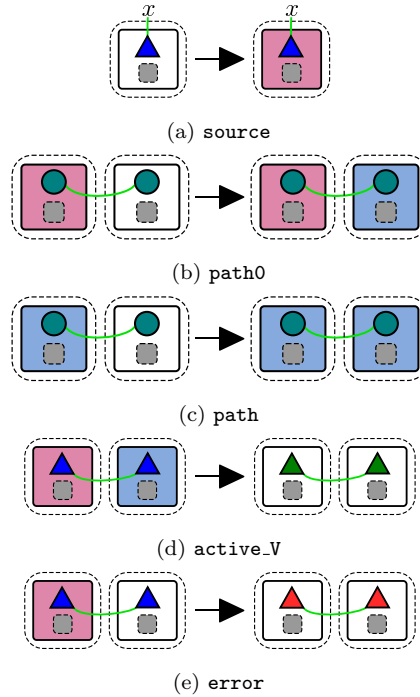 x x
(a) source
(b) path0
(c) path
(d) active_V
(e) error